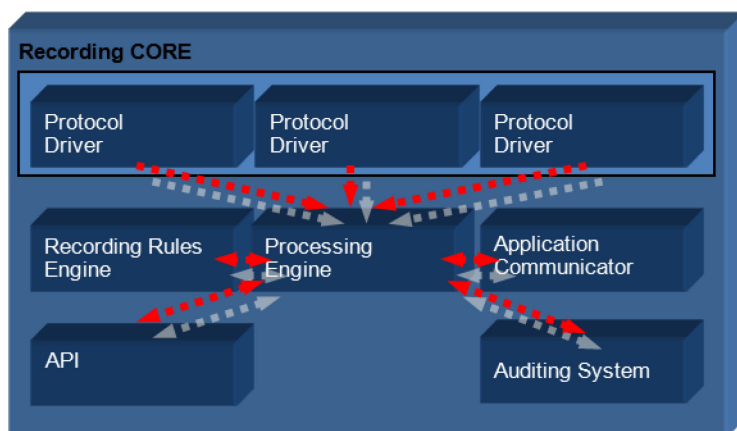 Recording CORE
Protocol
Driver
Protocol
Driver
Protocol
Driver
Recording Rules
Engine
Processing
Engine
Application
Communicator
API
Auditing System